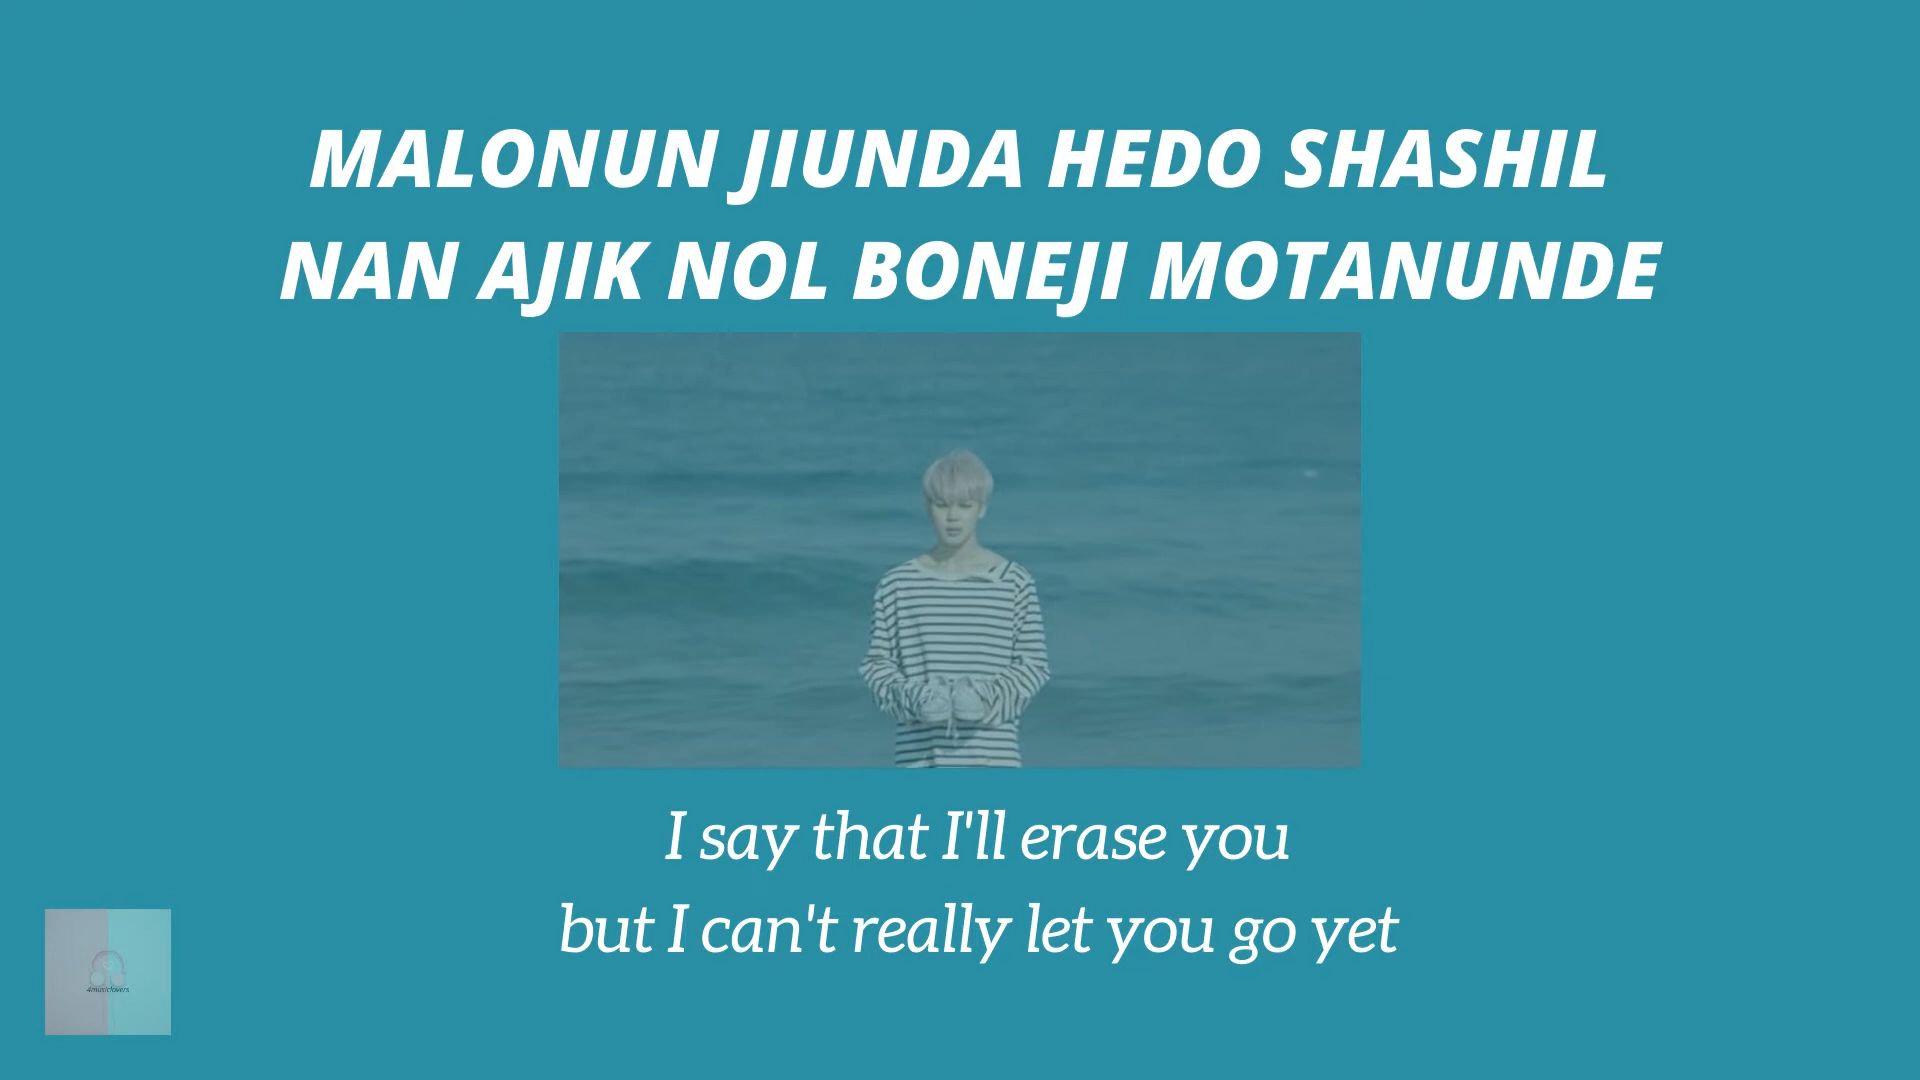 MALONUN JIUNDA HEDO SHASHIL
NAN AJIK NOL BONEJI MOTANUNDE
I say that I'll erase you
but I can't really let you go yet
4musiclovers